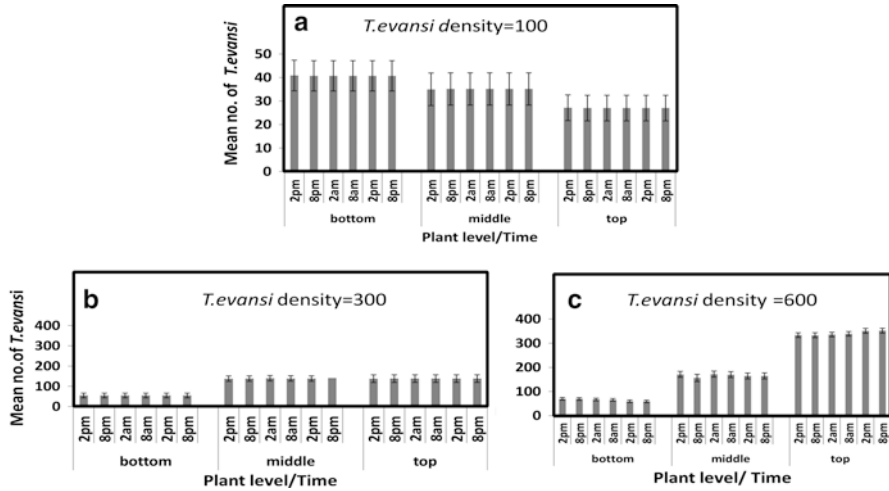 a
T.evansi density=100
Mean no. of T.evansi
50
40
30
20
10
0
2pm 8pm 2am 8am 2pm 8pm 2pm 8pm 2am 8am 2pm 8pm 2pm 8pm 2am 8am 2pm 8pm
bottom middle top
Plant level/Time
b
T.evansi density=300
Mean no. of T.evansi
400
300
200
100
0
2pm 8pm 2am 8am 2pm 8pm 2pm 8pm 2am 8am 2pm 8pm 2pm 8pm 2am 8am 2pm 8pm
bottom middle top
Plant level/Time
c
T.evansi density =600
400
300
200
100
0
2pm 8pm 2am 8am 2pm 8pm 2pm 8pm 2am 8am 2pm 8pm 2pm 8pm 2am 8am 2pm 8pm
bottom middle top
Plant level/ Time